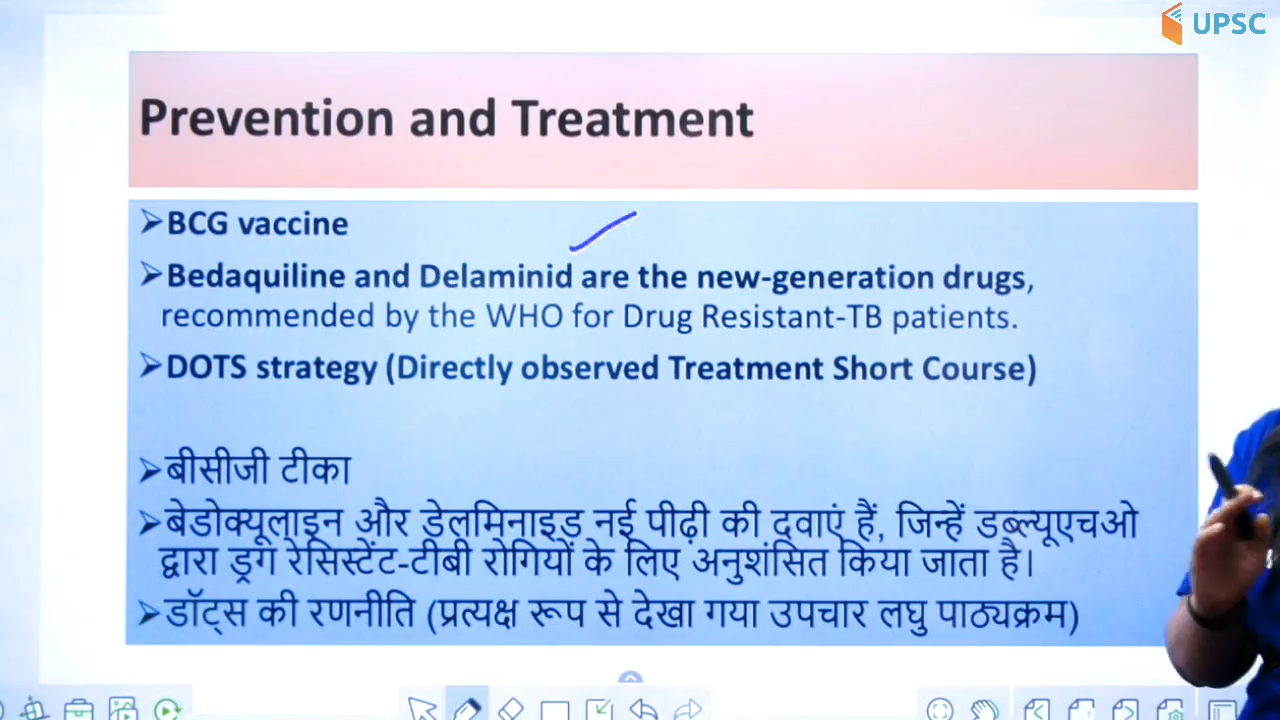 UPSC
Prevention and Treatment
➢BCG vaccine
➢Bedaquiline and Delaminid are the new-generation drugs,
recommended by the WHO for Drug Resistant-TB patients.
➢DOTS strategy (Directly observed Treatment Short Course)
➢बीसीजी टीका
➢बेडोक्यूलाइन और डेलमिनाइड नई पीढ़ी की दवाएं हैं, जिन्हें डब्ल्यूएचओ
द्वारा ड्रग रेसिस्टेंट-टीबी रोगियों के लिए अनुशंसित किया जाता है।
➢डॉट्स की रणनीति (प्रत्यक्ष रूप से देखा गया उपचार लघु पाठ्यक्रम)